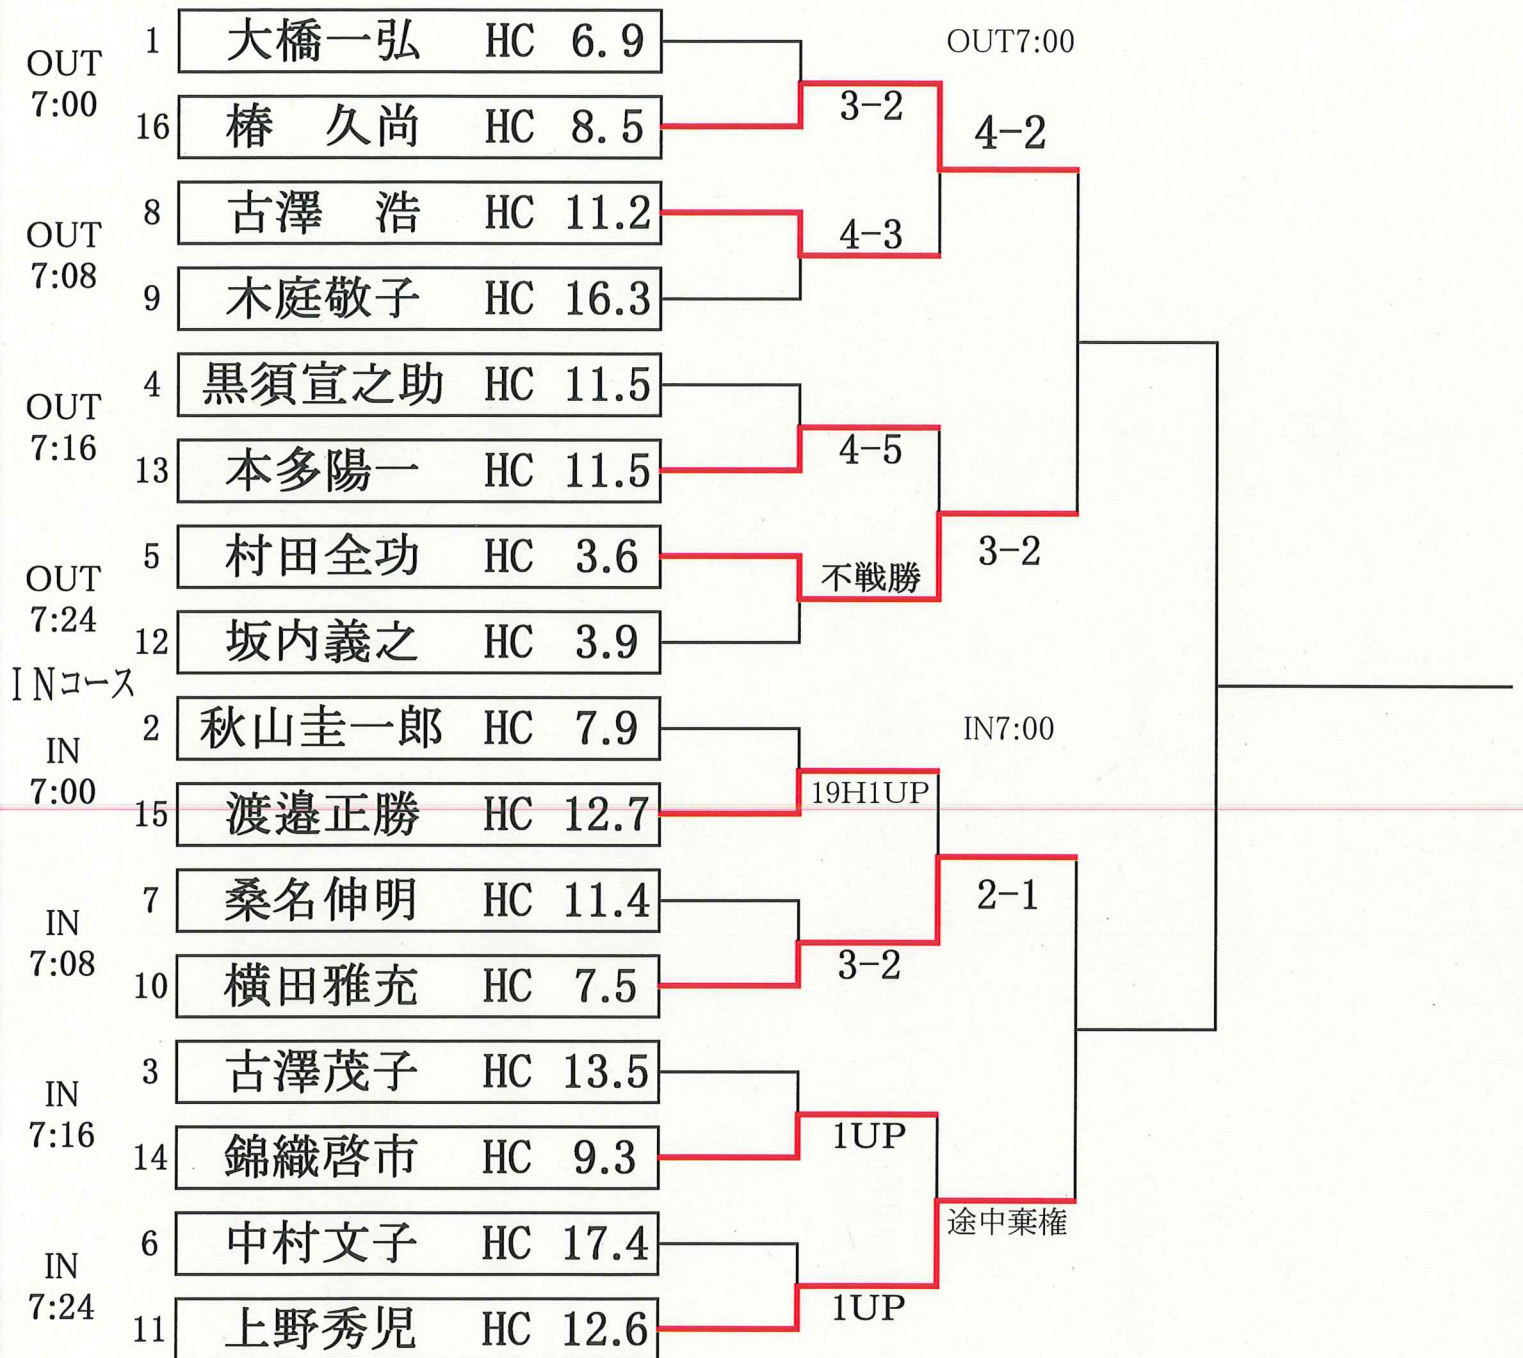 1 大橋一弘 HC 6.9
OUT 7:00
OUT7:00
3-2
16 椿 久尚 HC 8.5
4-2
8 古澤 浩 HC 11.2
OUT 7:08
4-3
9 木庭敬子 HC 16.3
4 黒須宣之助 HC 11.5
OUT 7:16
4-5
13 本多陽一 HC 11.5
5 村田全功 HC 3.6
3-2
OUT 7:24
不戦勝
12 坂内義之 HC 3.9
INコース
2 秋山圭一郎 HC 7.9
IN7:00
IN 7:00
19H1UP
15 渡邉正勝 HC 12.7
7 桑名伸明 HC 11.4
2-1
IN 7:08
3-2
10 横田雅充 HC 7.5
3 古澤茂子 HC 13.5
IN 7:16
1UP
14 錦織啓市 HC 9.3
途中棄権
6 中村文子 HC 17.4
IN 7:24
1UP
11 上野秀児 HC 12.6